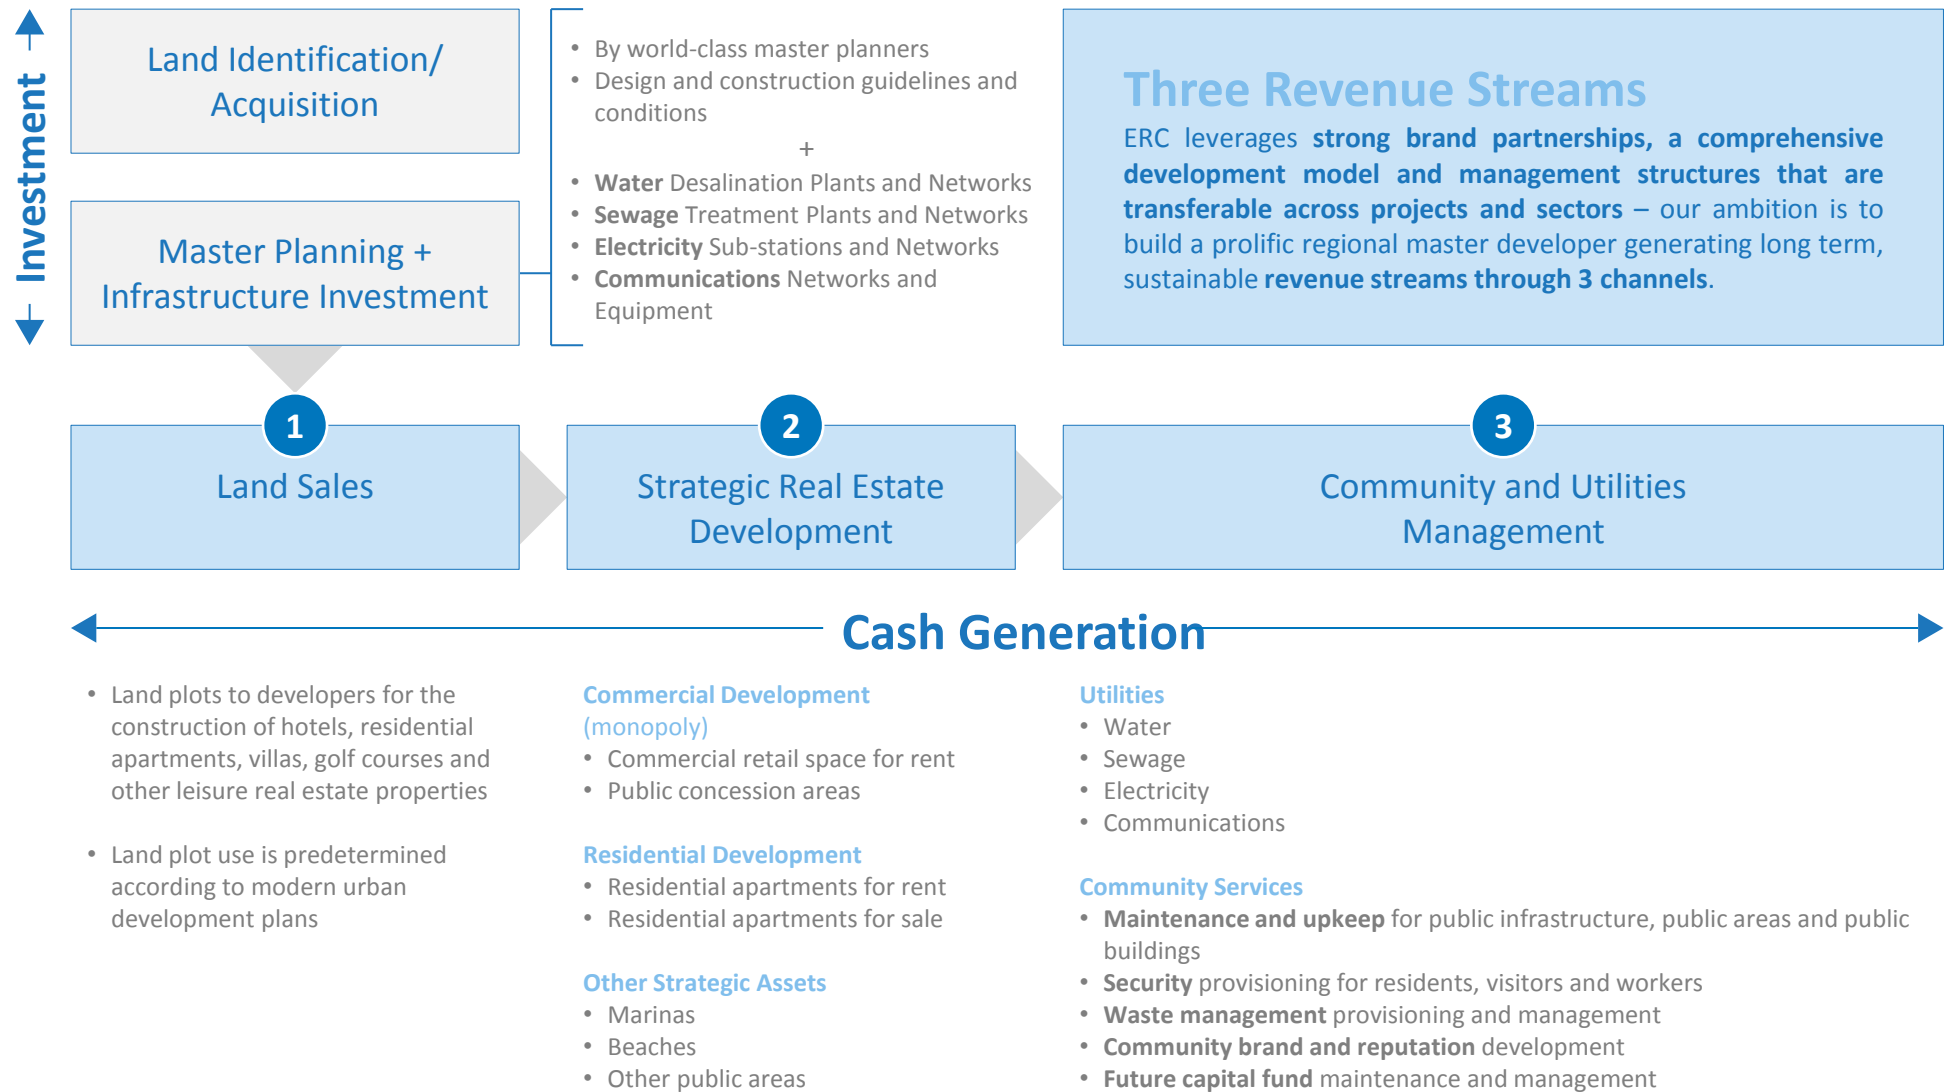 Investment
Land Identification/
Acquisition
Master Planning +
Infrastructure Investment
• By world-class master planners
• Design and construction guidelines and
conditions
+
• Water Desalination Plants and Networks
• Sewage Treatment Plants and Networks
• Electricity Sub-stations and Networks
• Communications Networks and
Equipment
Three Revenue Streams
ERC leverages strong brand partnerships, a comprehensive
development model and management structures that are
transferable across projects and sectors – our ambition is to
build a prolific regional master developer generating long term,
sustainable revenue streams through 3 channels.
1
Land Sales
2
Strategic Real Estate
Development
3
Community and Utilities
Management
Cash Generation
• Land plots to developers for the
construction of hotels, residential
apartments, villas, golf courses and
other leisure real estate properties
• Land plot use is predetermined
according to modern urban
development plans
Commercial Development
(monopoly)
• Commercial retail space for rent
• Public concession areas
Residential Development
• Residential apartments for rent
• Residential apartments for sale
Other Strategic Assets
• Marinas
• Beaches
• Other public areas
Utilities
• Water
• Sewage
• Electricity
• Communications
Community Services
• Maintenance and upkeep for public infrastructure, public areas and public
buildings
• Security provisioning for residents, visitors and workers
• Waste management provisioning and management
• Community brand and reputation development
• Future capital fund maintenance and management